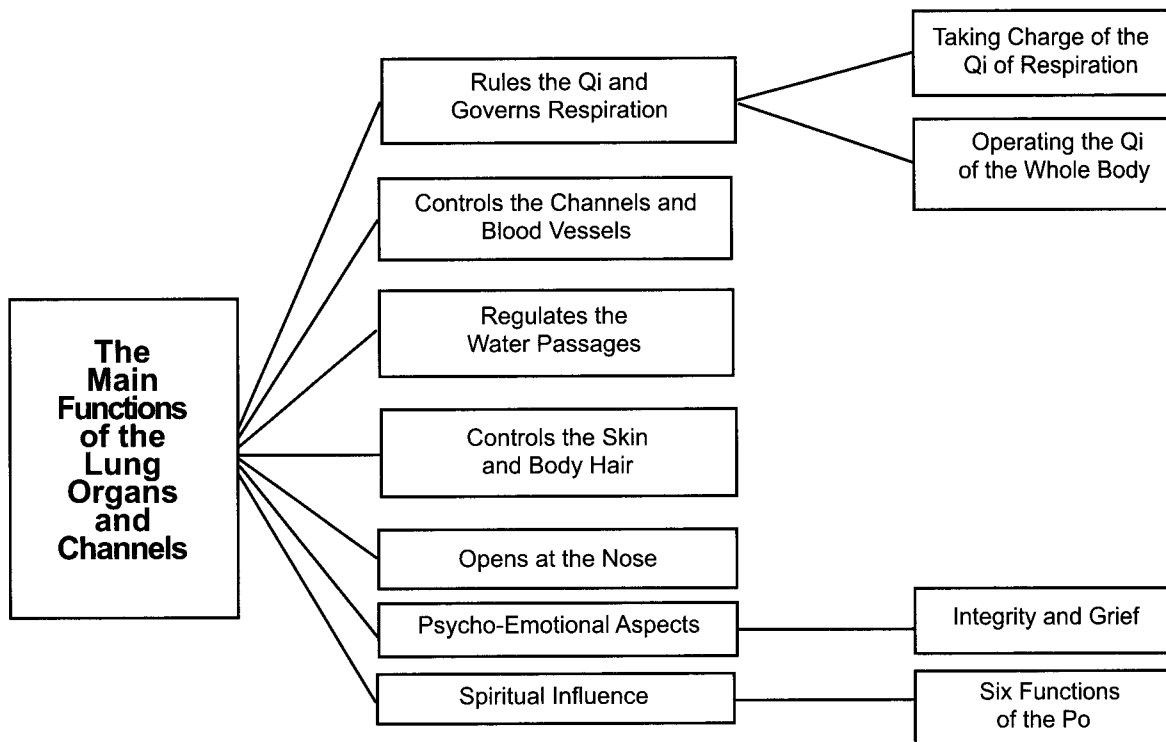 The
Main
Functions
of the
Lung
Organs
and
Channels
Rules the Qi and
Governs Respiration
Taking Charge of the
Qi of Respiration
Operating the Qi
of the Whole Body
Controls the Channels and
Blood Vessels
Regulates the
Water Passages
Controls the Skin
and Body Hair
Opens at the Nose
Psycho-Emotional Aspects
Integrity and Grief
Spiritual Influence
Six Functions
of the Po